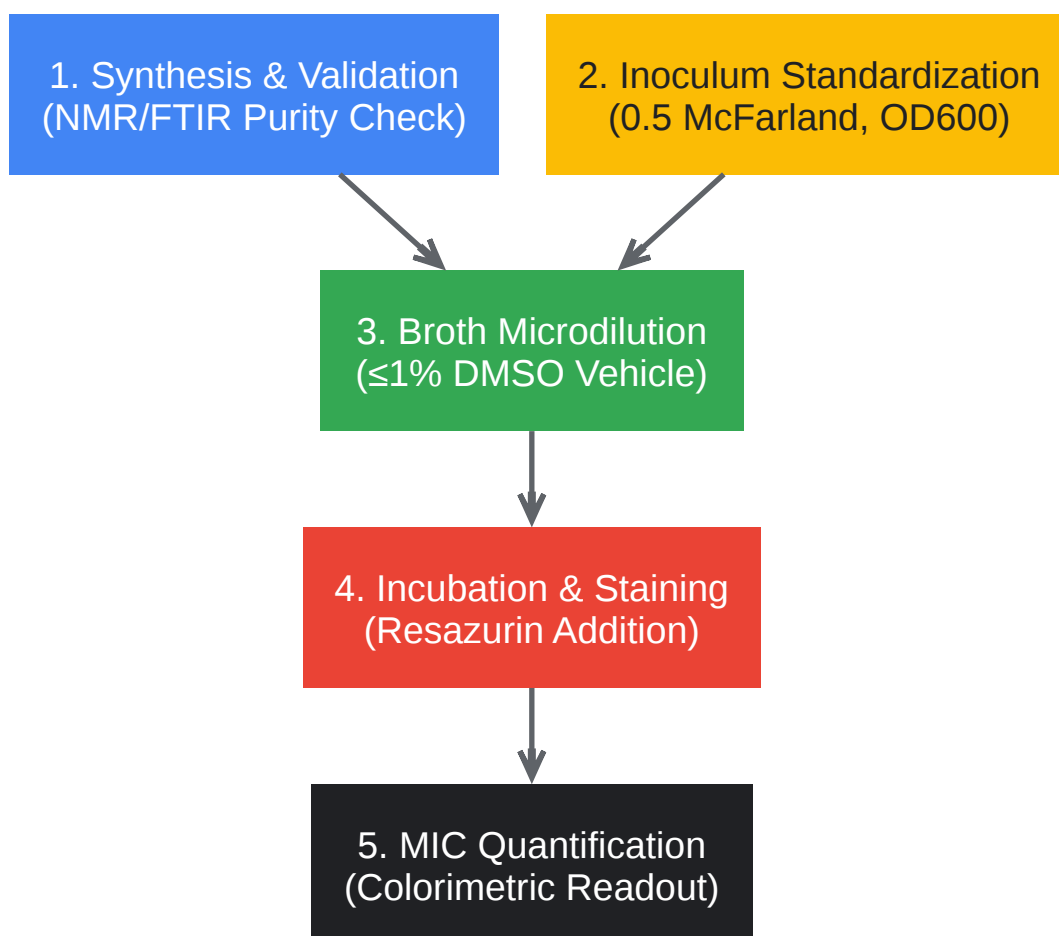 1. Synthesis & Validation
(NMR/FTIR Purity Check)
2. Inoculum Standardization
(0.5 McFarland, OD600)
3. Broth Microdilution
(≤1% DMSO Vehicle)
4. Incubation & Staining
(Resazurin Addition)
5. MIC Quantification
(Colorimetric Readout)